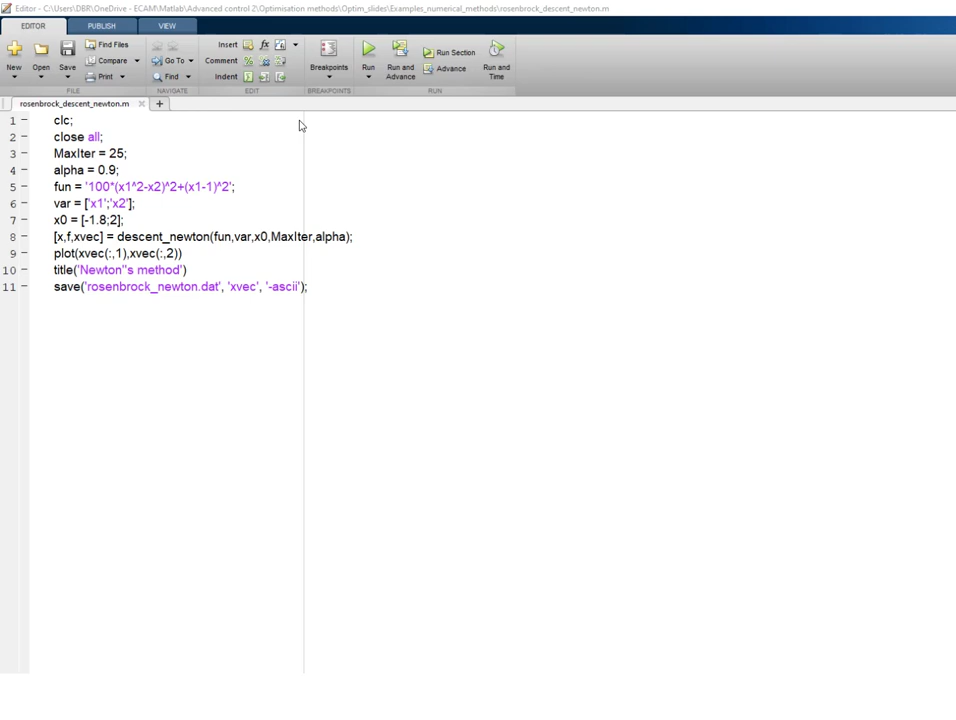 Editor - C:\Users\DBR\OneDrive - ECAM\Matlab\Advanced control 2\Optimisation methods\Optim_slides\Examples_numerical_methods\rosenbrock_descent_newton.m
EDITOR PUBLISH VIEW
New Open Save Find Files Compare Print
Go To Find
Insert fx Comment Indent
Breakpoints
Run Run and Advance Run Section Advance Run and Time
FILE NAVIGATE EDIT BREAKPOINTS RUN
rosenbrock_descent_newton.m
1 clc;
2 close all;
3 MaxIter = 25;
4 alpha = 0.9;
5 fun = '100*(x1^2-x2)^2+(x1-1)^2';
6 var = ['x1';'x2'];
7 x0 = [-1.8;2];
8 [x,f,xvec] = descent_newton(fun,var,x0,MaxIter,alpha);
9 plot(xvec(:,1),xvec(:,2))
10 title('Newton''s method')
11 save('rosenbrock_newton.dat', 'xvec', '-ascii');